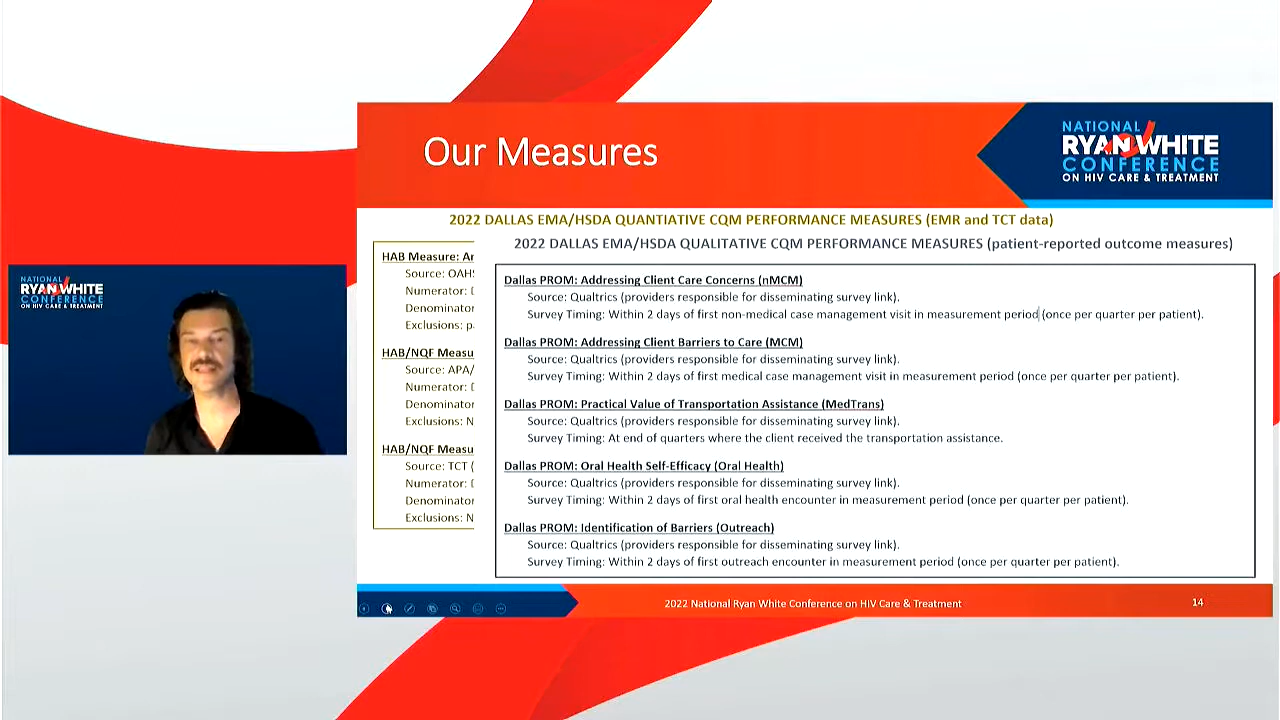 Our Measures
NATIONAL
RYAN WHITE
CONFERENCE
ON HIV CARE & TREATMENT
2022 DALLAS EMA/HSDA QUANTIATIVE CQM PERFORMANCE MEASURES (EMR and TCT data)
2022 DALLAS EMA/HSDA QUALITATIVE CQM PERFORMANCE MEASURES (patient-reported outcome measures)
HAB Measure: Ar
Source: OAHS
Numerator: D
Denominator
Exclusions: p
HAB/NQF Measu
Source: APA/
Numerator: D
Denominator
Exclusions: N
HAB/NQF Measu
Source: TCT (
Numerator: D
Denominator
Exclusions: N
Dallas PROM: Addressing Client Care Concerns (nMCM)
Source: Qualtrics (providers responsible for disseminating survey link).
Survey Timing: Within 2 days of first non-medical case management visit in measurement period (once per quarter per patient).
Dallas PROM: Addressing Client Barriers to Care (MCM)
Source: Qualtrics (providers responsible for disseminating survey link).
Survey Timing: Within 2 days of first medical case management visit in measurement period (once per quarter per patient).
Dallas PROM: Practical Value of Transportation Assistance (MedTrans)
Source: Qualtrics (providers responsible for disseminating survey link).
Survey Timing: At end of quarters where the client received the transportation assistance.
Dallas PROM: Oral Health Self-Efficacy (Oral Health)
Source: Qualtrics (providers responsible for disseminating survey link).
Survey Timing: Within 2 days of first oral health encounter in measurement period (once per quarter per patient).
Dallas PROM: Identification of Barriers (Outreach)
Source: Qualtrics (providers responsible for disseminating survey link).
Survey Timing: Within 2 days of first outreach encounter in measurement period (once per quarter per patient).
2022 National Ryan White Conference on HIV Care & Treatment
14
NATIONAL
RYAN WHITE
CONFERENCE
ON HIV CARE & TREATMENT